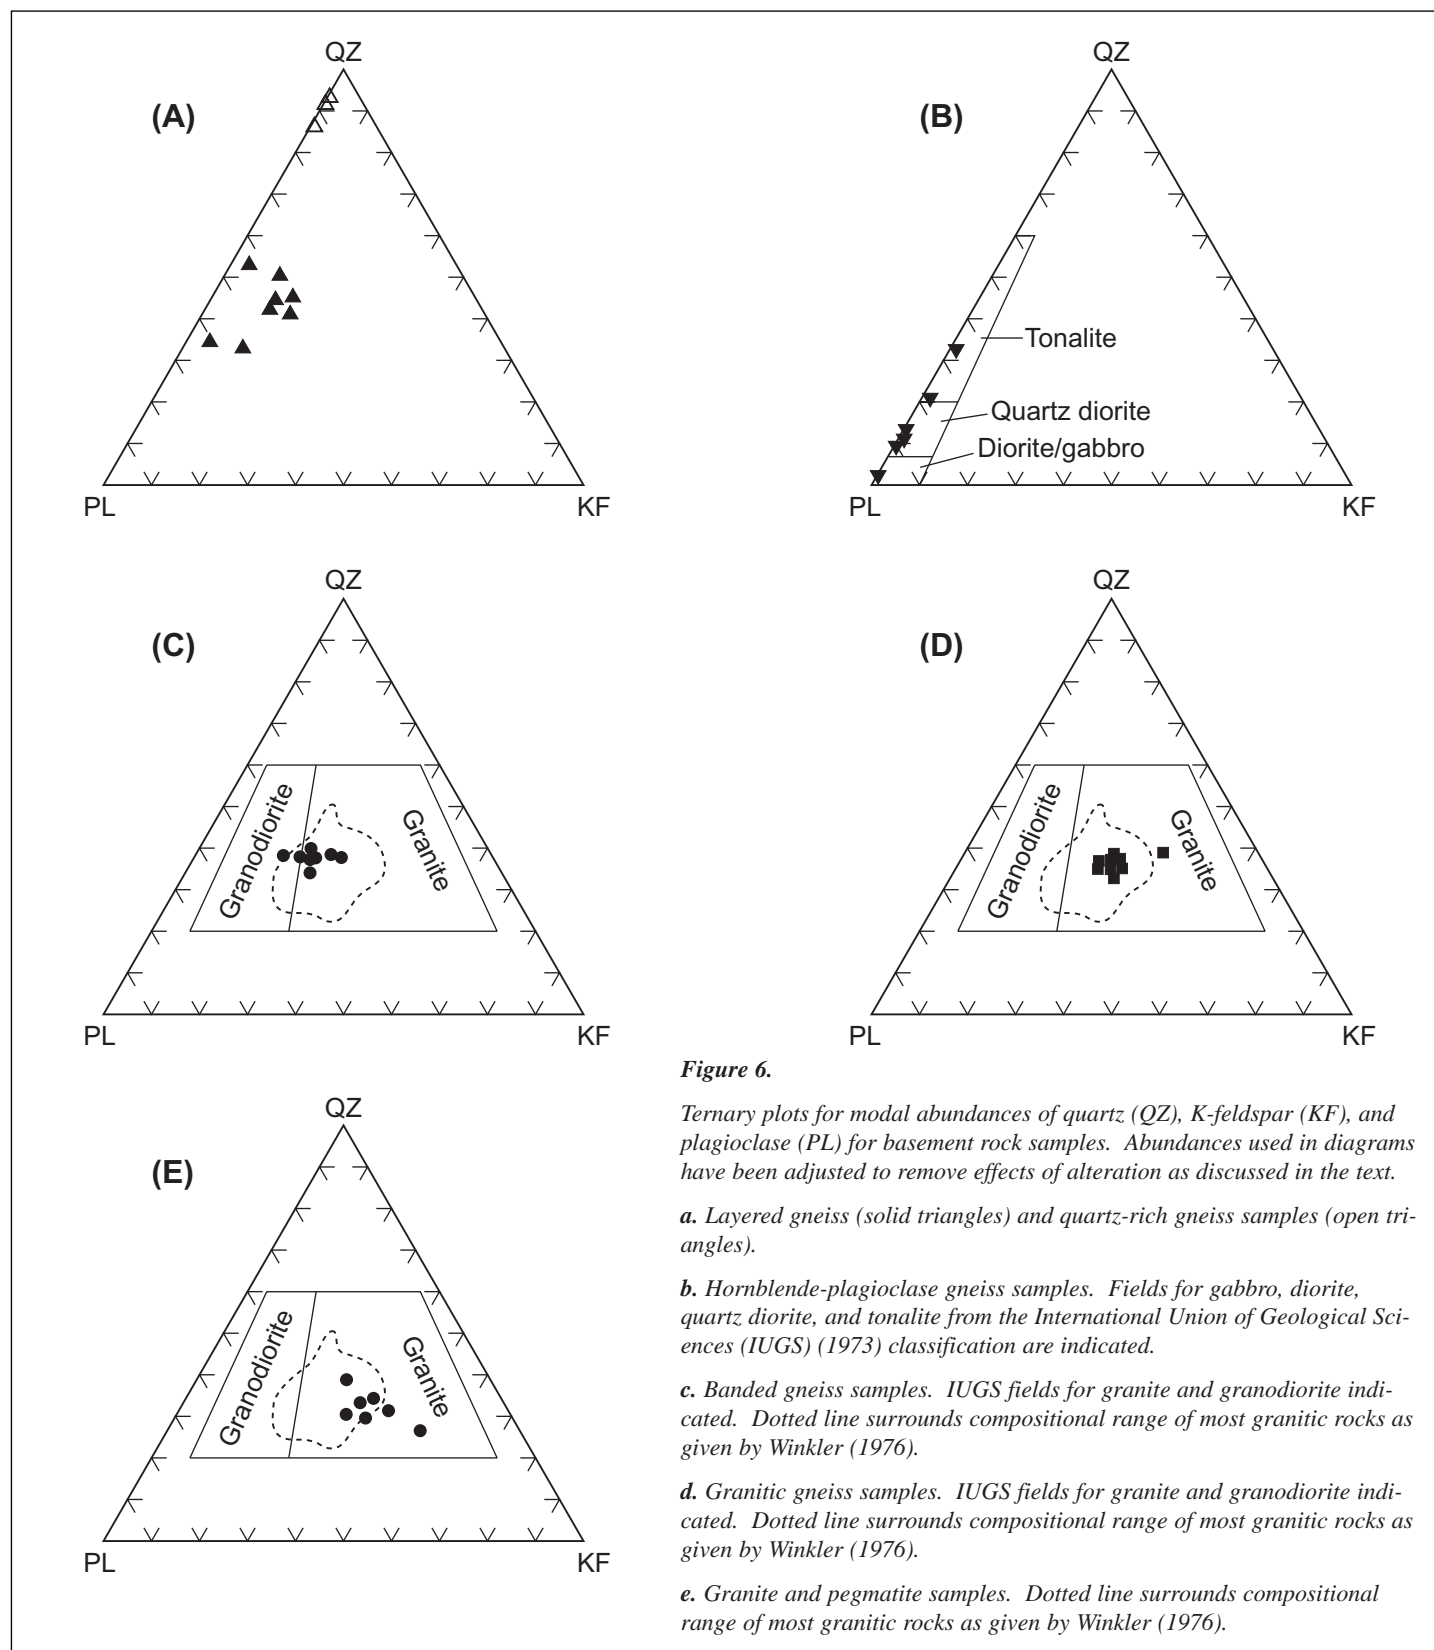 QZ
(A)
PL
KF
QZ
(B)
Tonalite
Quartz diorite
Diorite/gabbro
PL
KF
QZ
(C)
Granodiorite
Granite
PL
KF
QZ
(D)
Granodiorite
Granite
PL
KF
QZ
(E)
Granodiorite
Granite
PL
KF
Figure 6.
Ternary plots for modal abundances of quartz (QZ), K-feldspar (KF), and
plagioclase (PL) for basement rock samples. Abundances used in diagrams
have been adjusted to remove effects of alteration as discussed in the text.
a. Layered gneiss (solid triangles) and quartz-rich gneiss samples (open tri-
angles).
b. Hornblende-plagioclase gneiss samples. Fields for gabbro, diorite,
quartz diorite, and tonalite from the International Union of Geological Sci-
ences (IUGS) (1973) classification are indicated.
c. Banded gneiss samples. IUGS fields for granite and granodiorite indi-
cated. Dotted line surrounds compositional range of most granitic rocks as
given by Winkler (1976).
d. Granitic gneiss samples. IUGS fields for granite and granodiorite indi-
cated. Dotted line surrounds compositional range of most granitic rocks as
given by Winkler (1976).
e. Granite and pegmatite samples. Dotted line surrounds compositional
range of most granitic rocks as given by Winkler (1976).